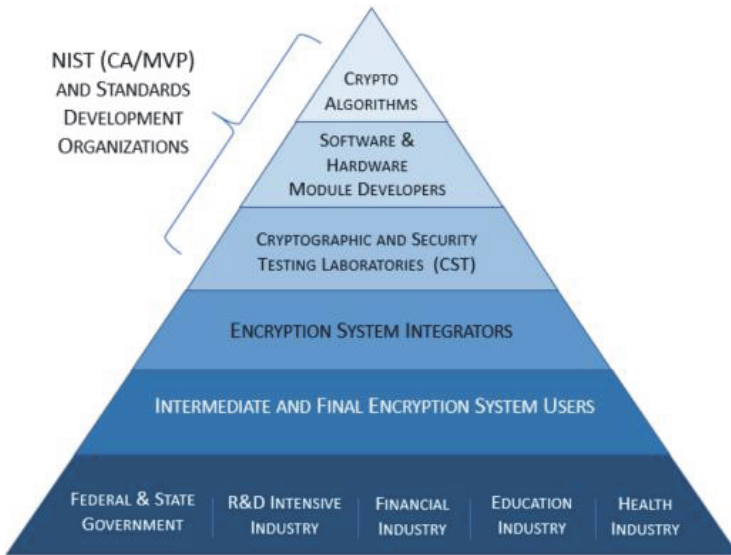 NIST (CA/MVP)
AND STANDARDS
DEVELOPMENT
ORGANIZATIONS
CRYPTO
ALGORITHMS
SOFTWARE &
HARDWARE
MODULE DEVELOPERS
CRYPTOGRAPHIC AND SECURITY
TESTING LABORATORIES (CST)
ENCRYPTION SYSTEM INTEGRATORS
INTERMEDIATE AND FINAL ENCRYPTION SYSTEM USERS
FEDERAL & STATE
GOVERNMENT
R&D INTENSIVE
INDUSTRY
FINANCIAL
INDUSTRY
EDUCATION
INDUSTRY
HEALTH
INDUSTRY